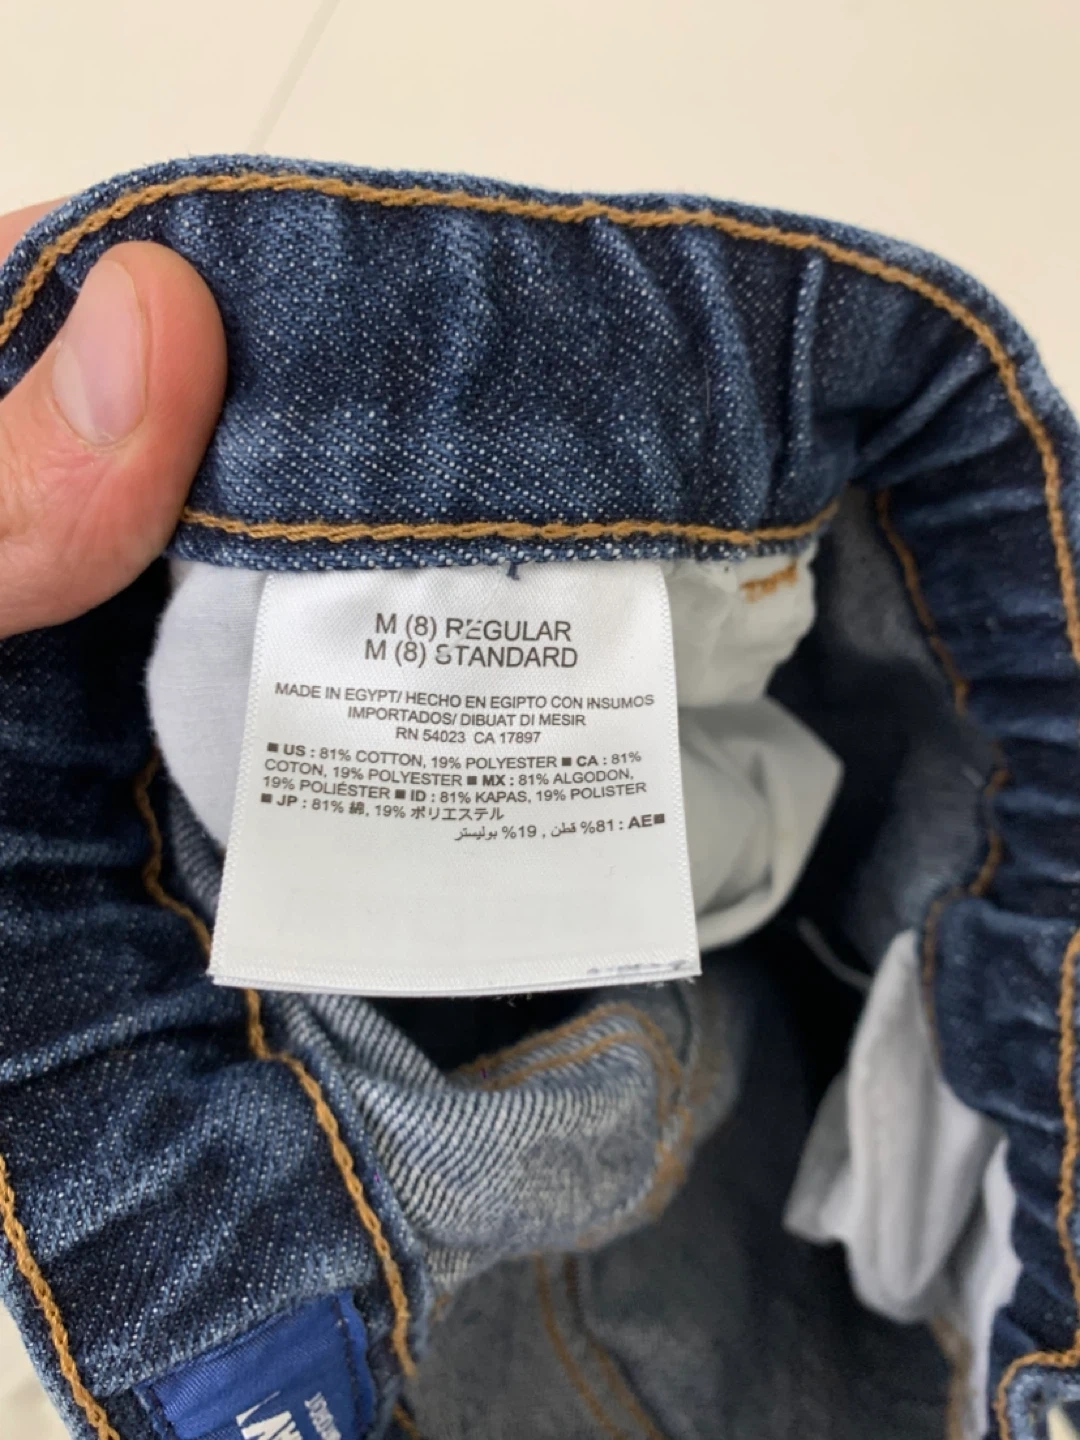 M (8) REGULAR
M (8) STANDARD
MADE IN EGYPT/ HECHO EN EGIPTO CON INSUMOS
IMPORTADOS/ DIBUAT DI MESIR
RN 54023 CA 17897
■ US : 81% COTTON, 19% POLYESTER ■ CA : 81%
COTON, 19% POLYESTER ■ MX : 81% ALGODON,
19% POLIÉSTER ■ ID : 81% KAPAS, 19% POLISTER
■ JP : 81% 綿, 19% ポリエステル
■AE : 81% قطن , 19% بوليستر